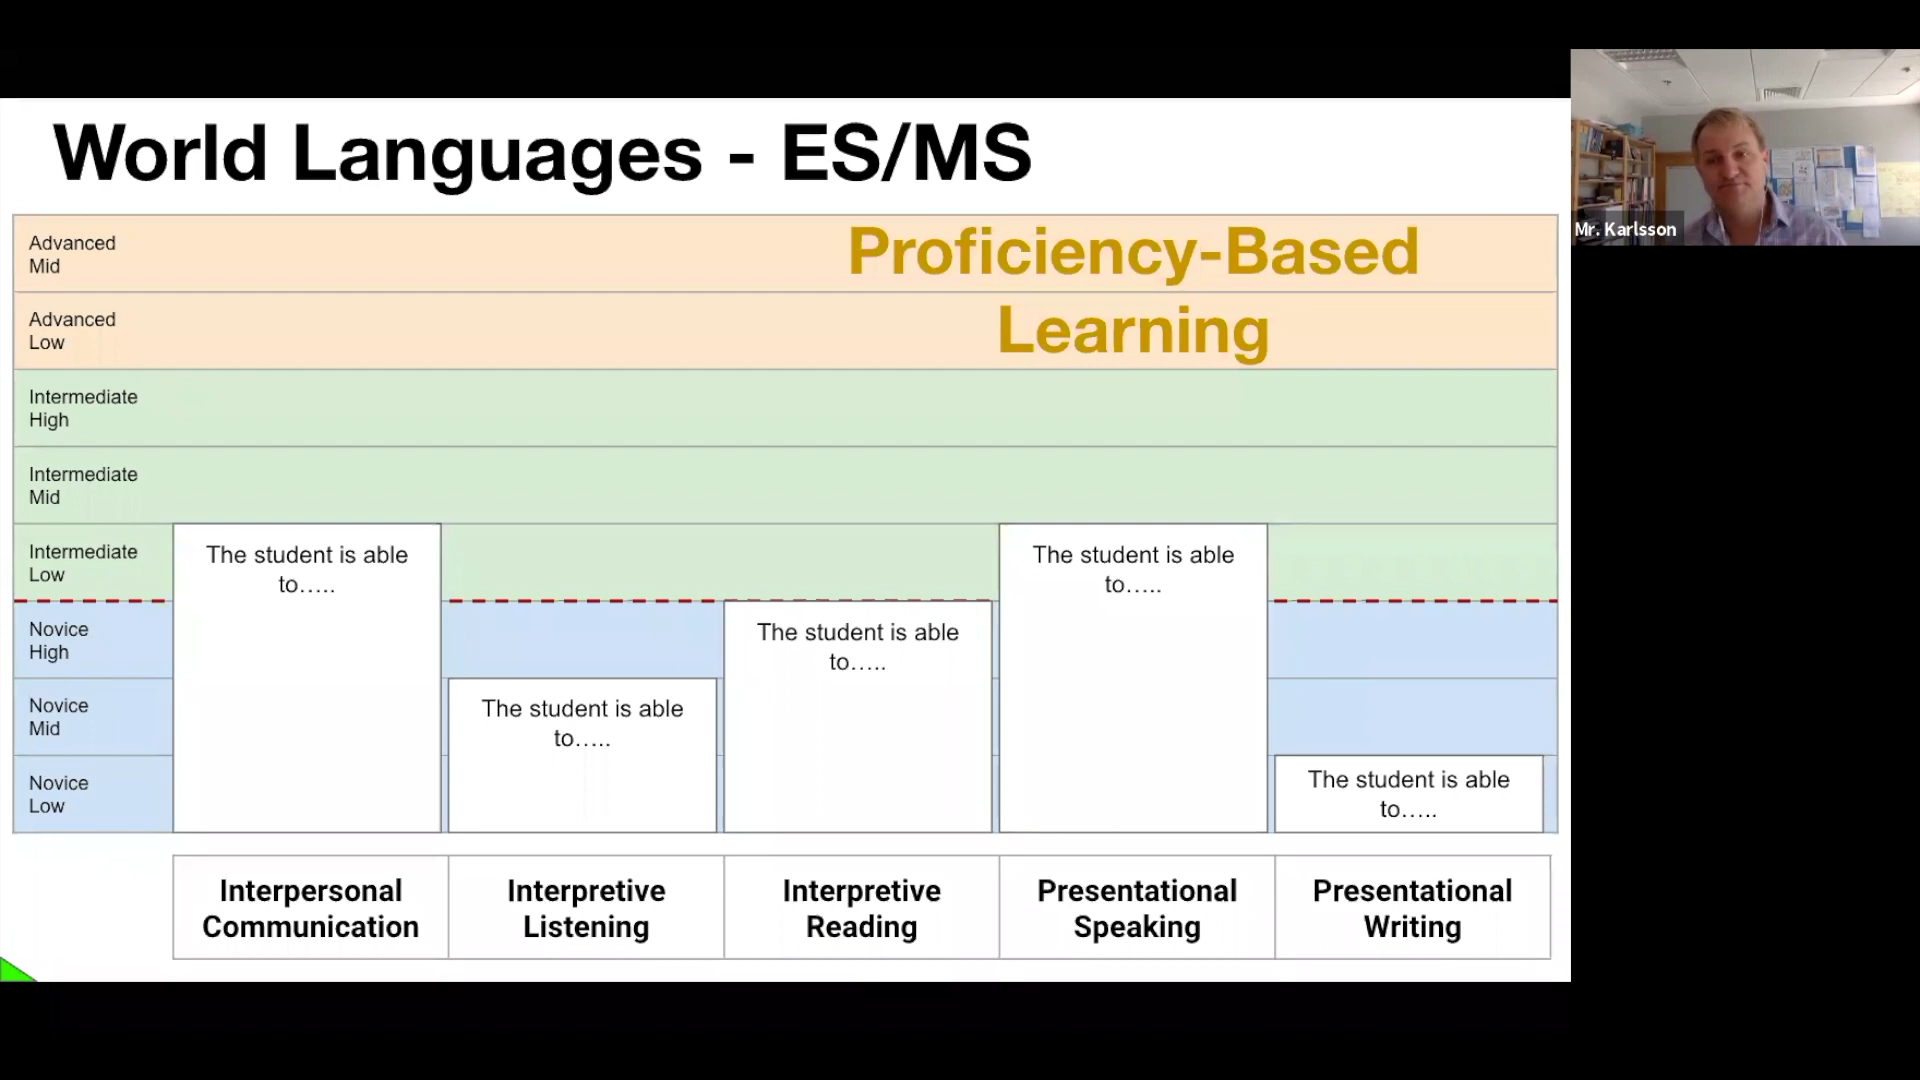 World Languages - ES/MS
Proficiency-Based
Learning
Advanced
Mid
Advanced
Low
Intermediate
High
Intermediate
Mid
Intermediate
Low
Novice
High
Novice
Mid
Novice
Low
The student is able
to…..
The student is able
to…..
The student is able
to…..
The student is able
to…..
The student is able
to…..
Interpersonal
Communication
Interpretive
Listening
Interpretive
Reading
Presentational
Speaking
Presentational
Writing
Mr. Karlsson